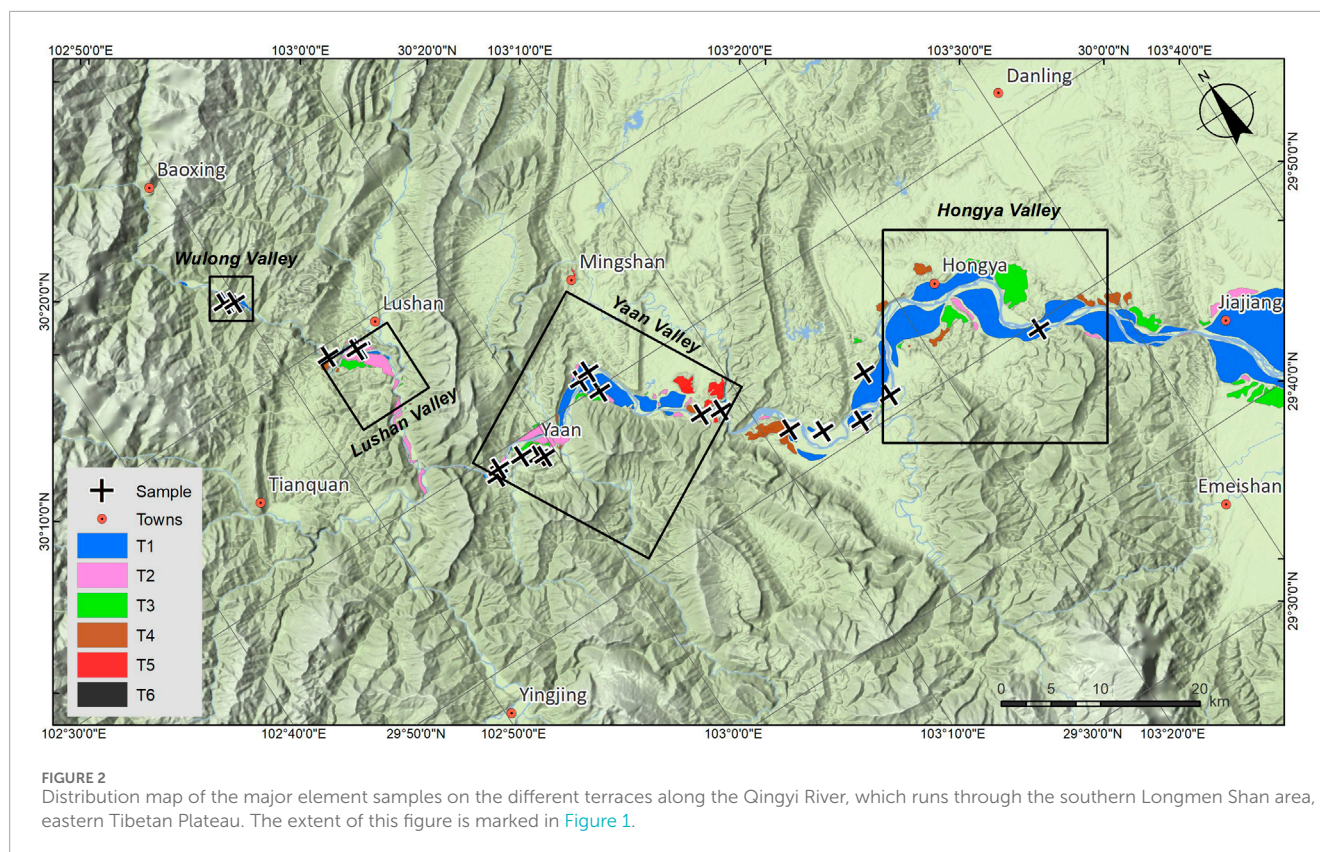 102°50'0"E
103°0'0"E
30°20'0"N
103°10'0"E
103°20'0"E
103°30'0"E
30°0'0"N
103°40'0"E
Danling
N
29°50'0"N
Baoxing
Hongya Valley
Wulong Valley
Mingshan
Hongya
30°20'0"N
Lushan
Jiajiang
Yaan Valley
29°40'0"N
Lushan Valley
Yaan
Tianquan
Emeishan
Sample
Towns
T1
T2
T3
T4
T5
T6
30°10'0"N
29°30'0"N
Yingjing
0 5 10 20
km
102°30'0"E
102°40'0"E
29°50'0"N
102°50'0"E
103°0'0"E
103°10'0"E
29°30'0"N
103°20'0"E
FIGURE 2
Distribution map of the major element samples on the different terraces along the Qingyi River, which runs through the southern Longmen Shan area,
eastern Tibetan Plateau. The extent of this figure is marked in Figure 1.